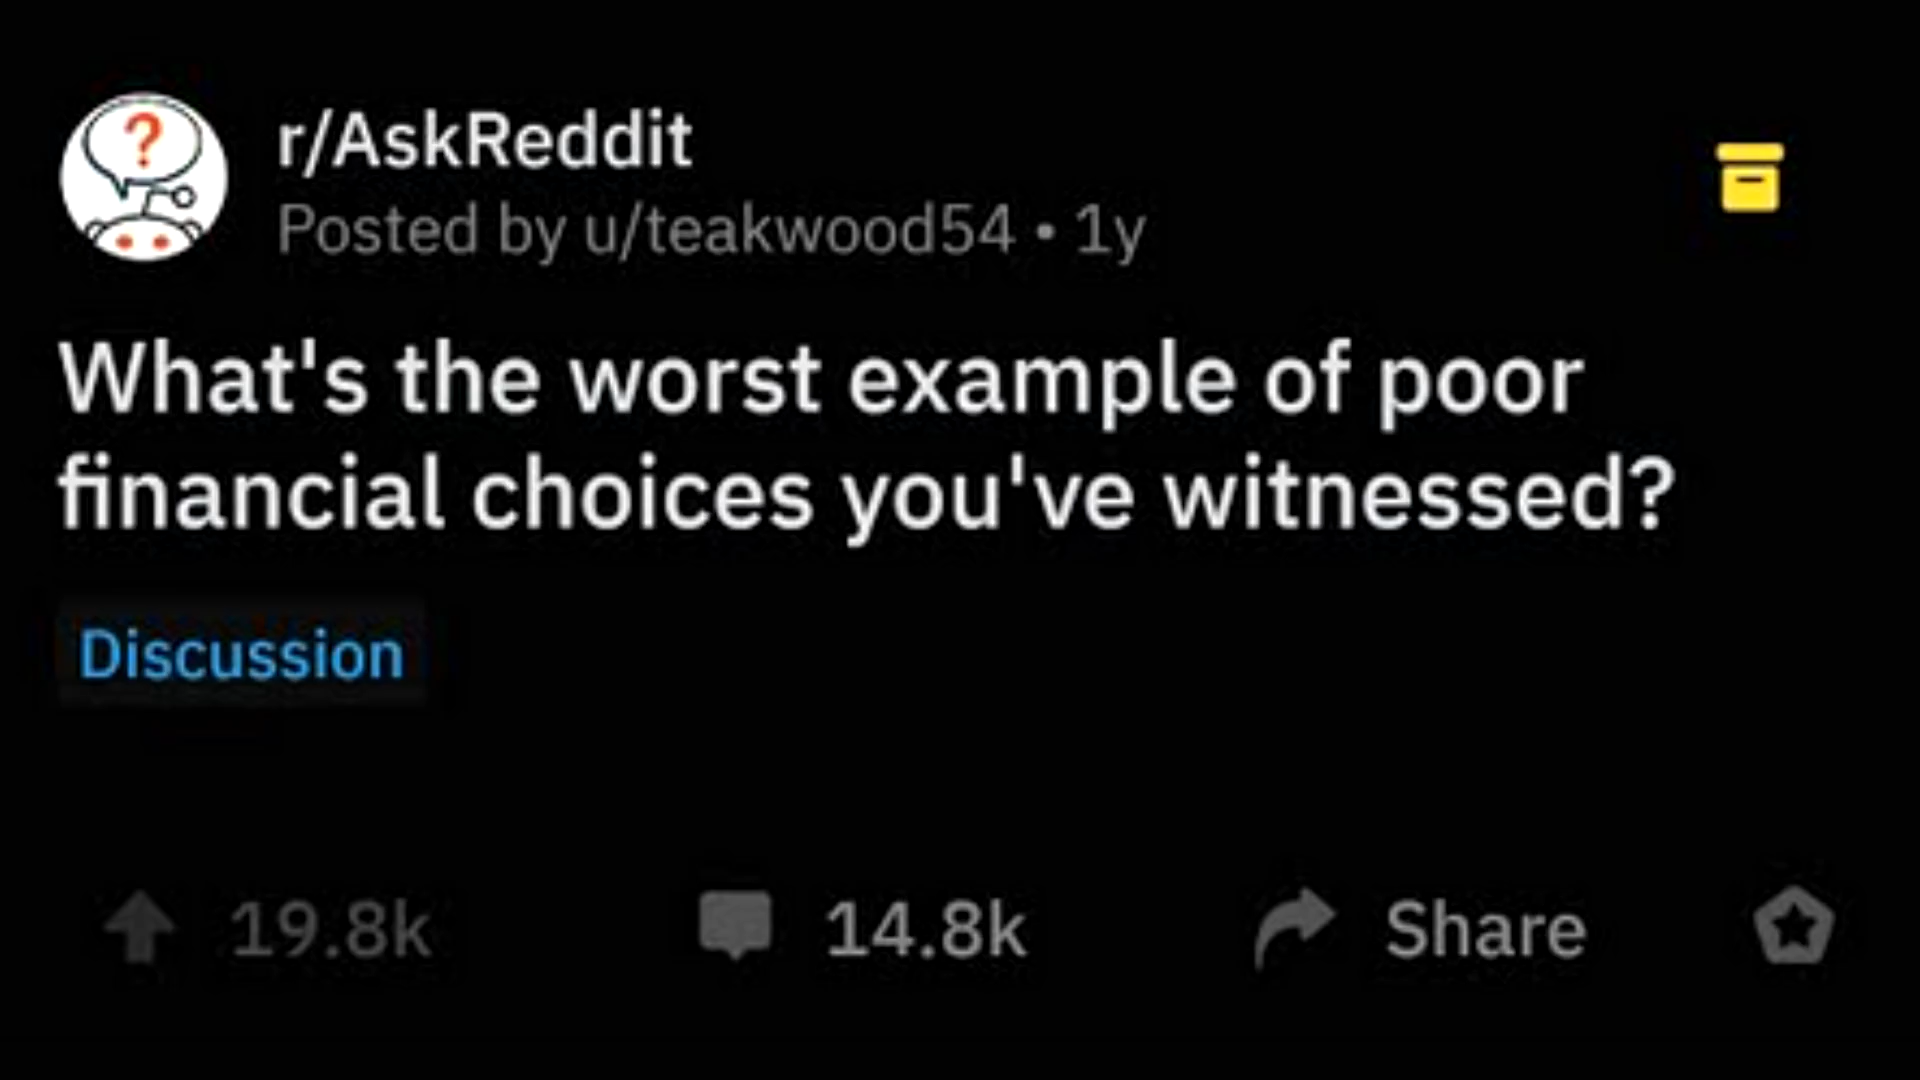 ?
r/AskReddit
Posted by u/teakwood54 • 1y
What's the worst example of poor
financial choices you've witnessed?
Discussion
19.8k 14.8k Share